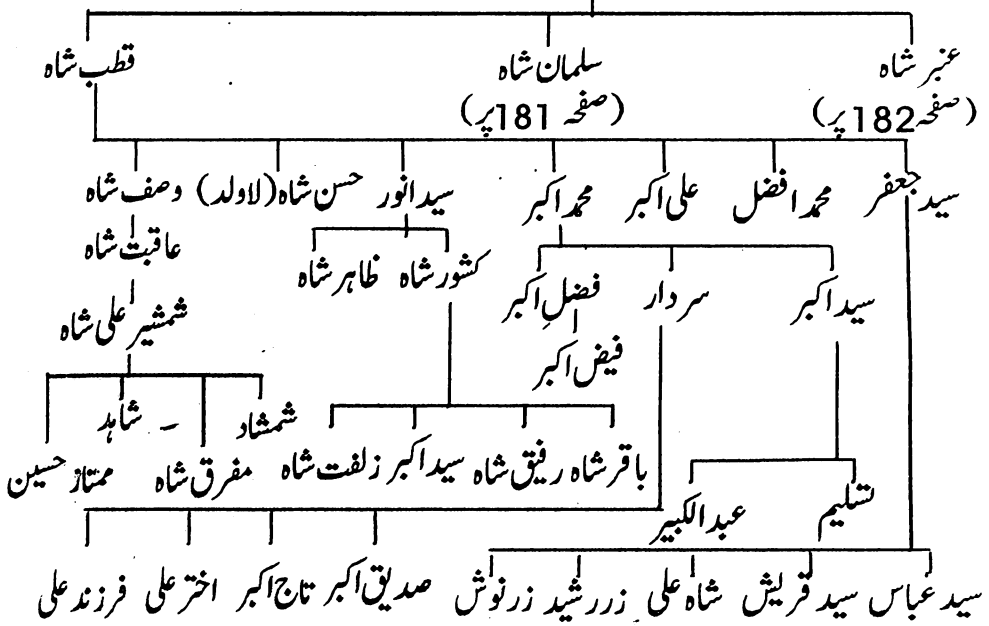 عنبر شاہ سلمان شاہ قطب شاہ
(صفحہ 182 پر) (صفحہ 181 پر)
سید جعفر محمد افضل علی اکبر محمد اکبر سید انور حسن شاہ (لاولد) وصف شاہ
عاقبت شاہ
کشور شاہ ظاہر شاہ
سید اکبر سردار فضلِ اکبر
شمشیر علی شاہ
فیض اکبر
شمشاد شاہد
باقر شاہ رفیق شاہ سید اکبر زلفت شاہ مفرق شاہ ممتاز حسین
تسلیم عبدالکبیر
سید عباس سید قریش شاہ علی زررشید زرنوش صدیق اکبر تاج اکبر اختر علی فرزند علی